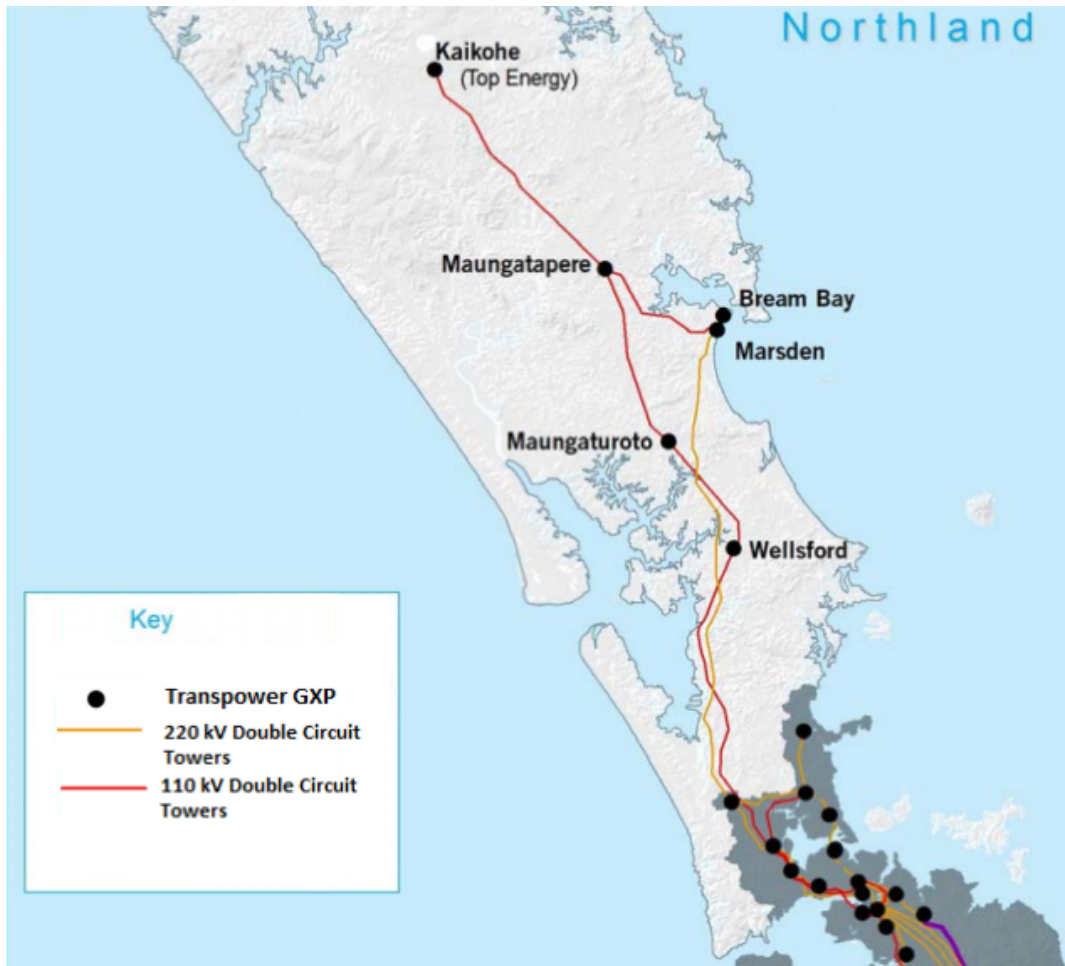 Northland
Kaikohe
(Top Energy)
Maungatapere
Bream Bay
Marsden
Maungaturoto
Wellsford
Key
Transpower GXP
220 kV Double Circuit
Towers
110 kV Double Circuit
Towers